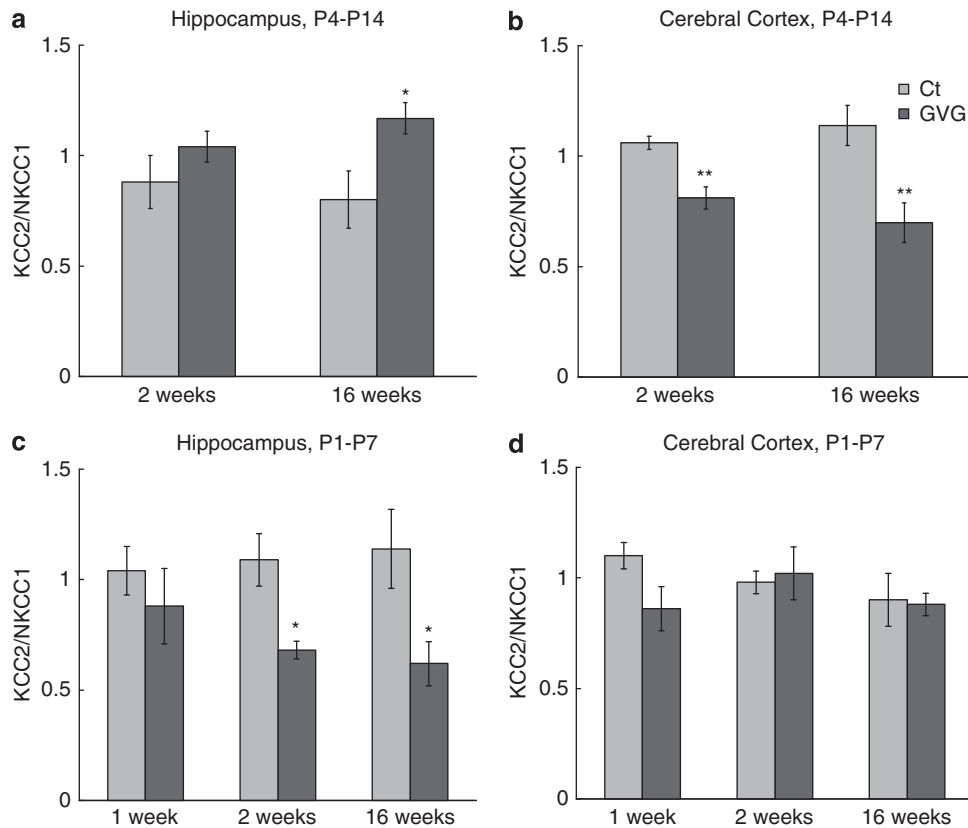 a
Hippocampus, P4-P14
1.5
1
0.5
0
KCC2/NKCC1
*
2 weeks
16 weeks
b
Cerebral Cortex, P4-P14
1.5
1
0.5
0
KCC2/NKCC1
Ct
GVG
**
**
2 weeks
16 weeks
c
Hippocampus, P1-P7
1.5
1
0.5
0
KCC2/NKCC1
*
*
1 week
2 weeks
16 weeks
d
Cerebral Cortex, P1-P7
1.5
1.0
0.5
0
KCC2/NKCC1
1 week
2 weeks
16 weeks